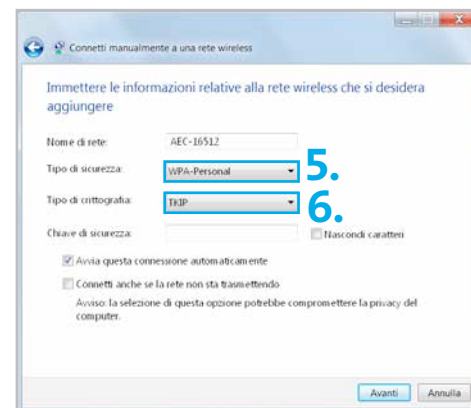 Connetti manualmente a una rete wireless
Immettere le informazioni relative alla rete wireless che si desidera
aggiungere
Nome di rete: AEC-16512
Tipo di sicurezza: WPA-Personal 5.
Tipo di crittografia: TKIP 6.
Chiave di sicurezza: Nascondi caratteri
Avvia questa connessione automaticamente
Connetti anche se la rete non sta trasmettendo
Avviso: la selezione di questa opzione potrebbe compromettere la privacy del
computer.
Avanti Annulla